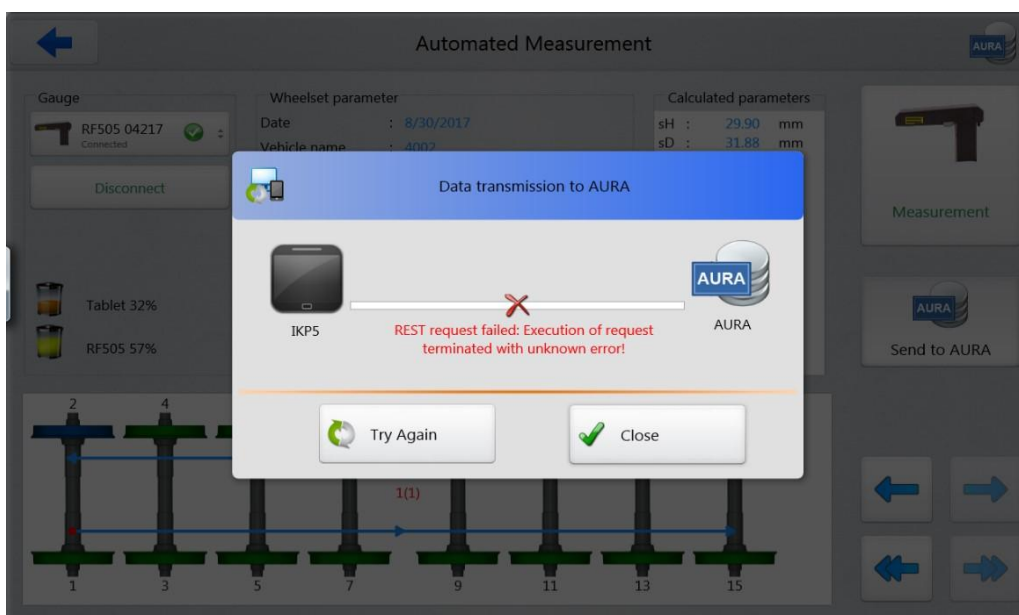 Automated Measurement
AURA
Gauge
RF505 04217
Connected
Disconnect
Tablet 32%
RF505 57%
Wheelset parameter
Date : 8/30/2017
Vehicle name : 4002
Calculated parameters
sH : 29.90 mm
sD : 31.88 mm
Measurement
AURA
Send to AURA
Data transmission to AURA
AURA
IKP5
AURA
REST request failed: Execution of request
terminated with unknown error!
Try Again
Close
2 4
1(1)
1 3 5 7 9 11 13 15